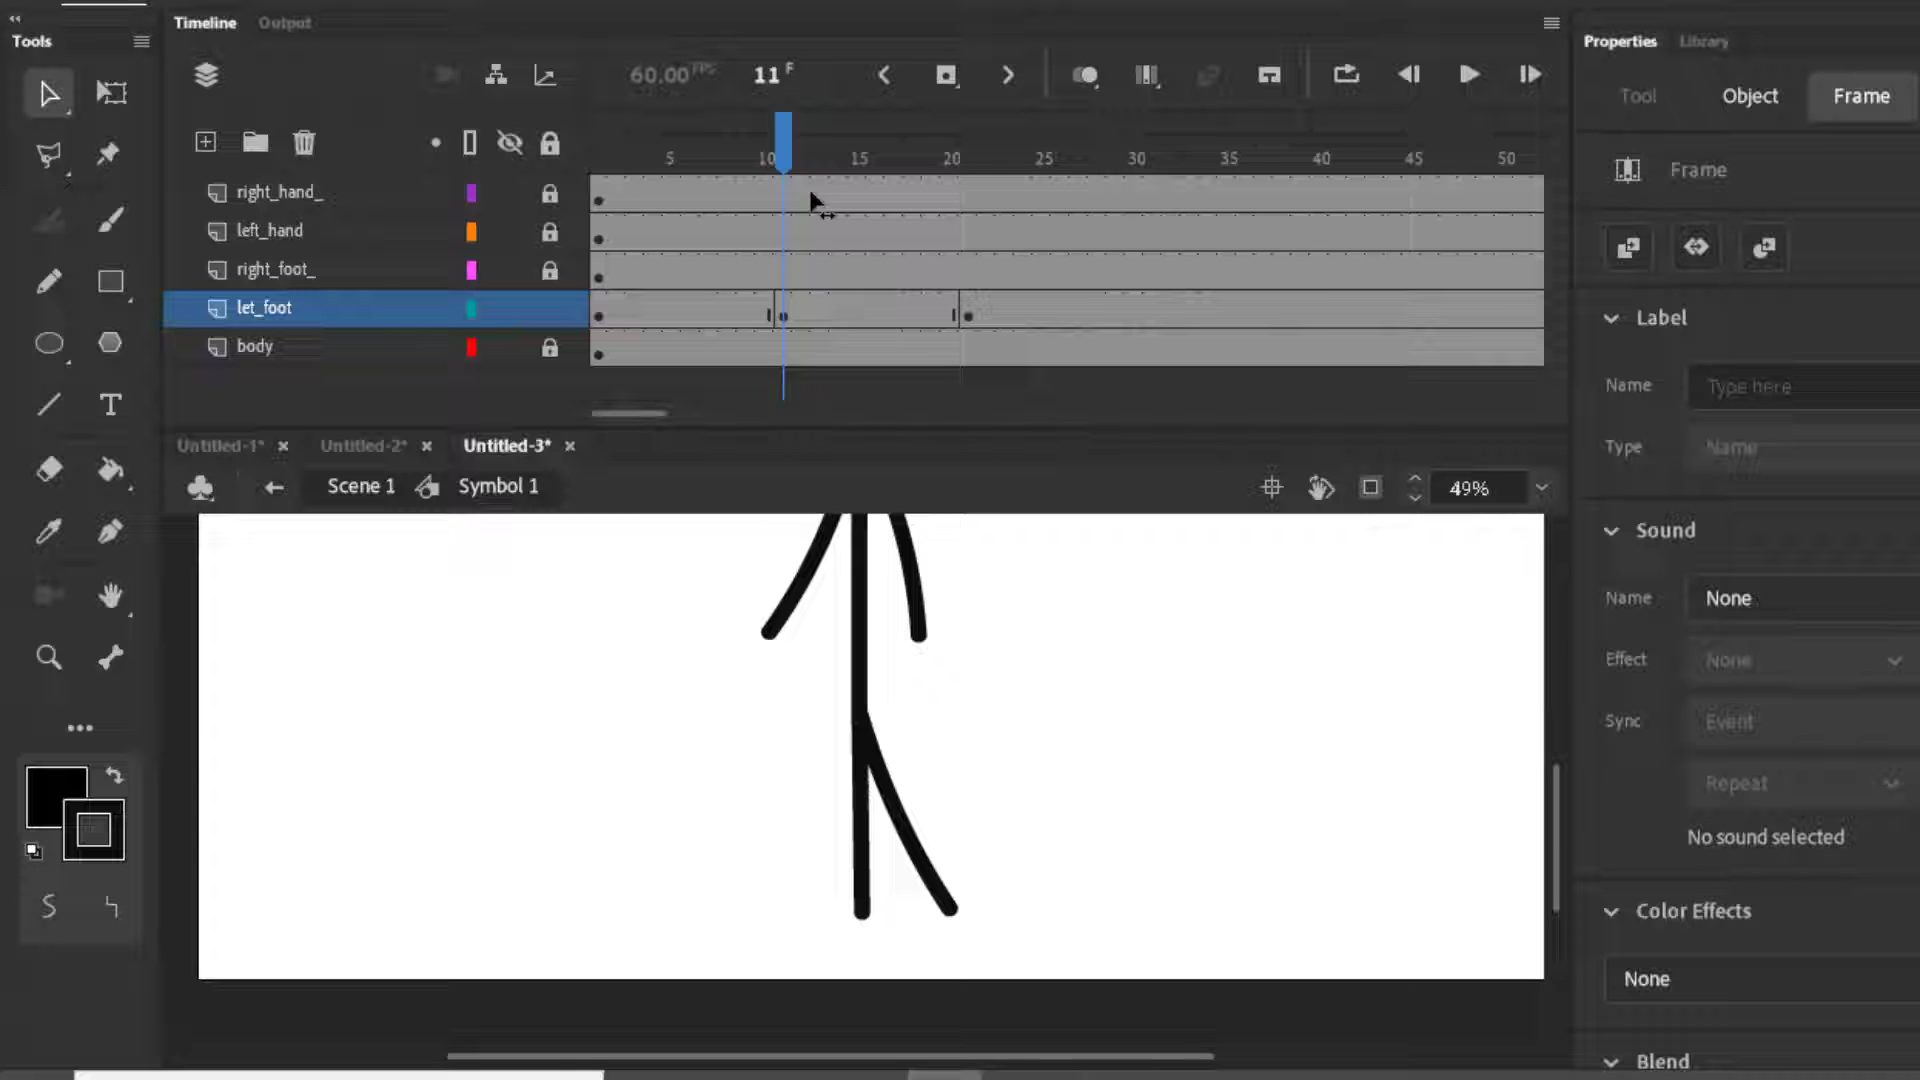 Tools
Timeline Output
60.00 FPS 11 F
5 10 15 20 25 30 35 40 45 50
right_hand_
left_hand
right_foot_
let_foot
body
Untitled-1* Untitled-2* Untitled-3*
Scene 1 Symbol 1
49%
T
Properties Library
Tool Object Frame
Frame
Label
Name Type here
Type Name
Sound
Name None
Effect None
Sync Event
Repeat
No sound selected
Color Effects
None
Blend